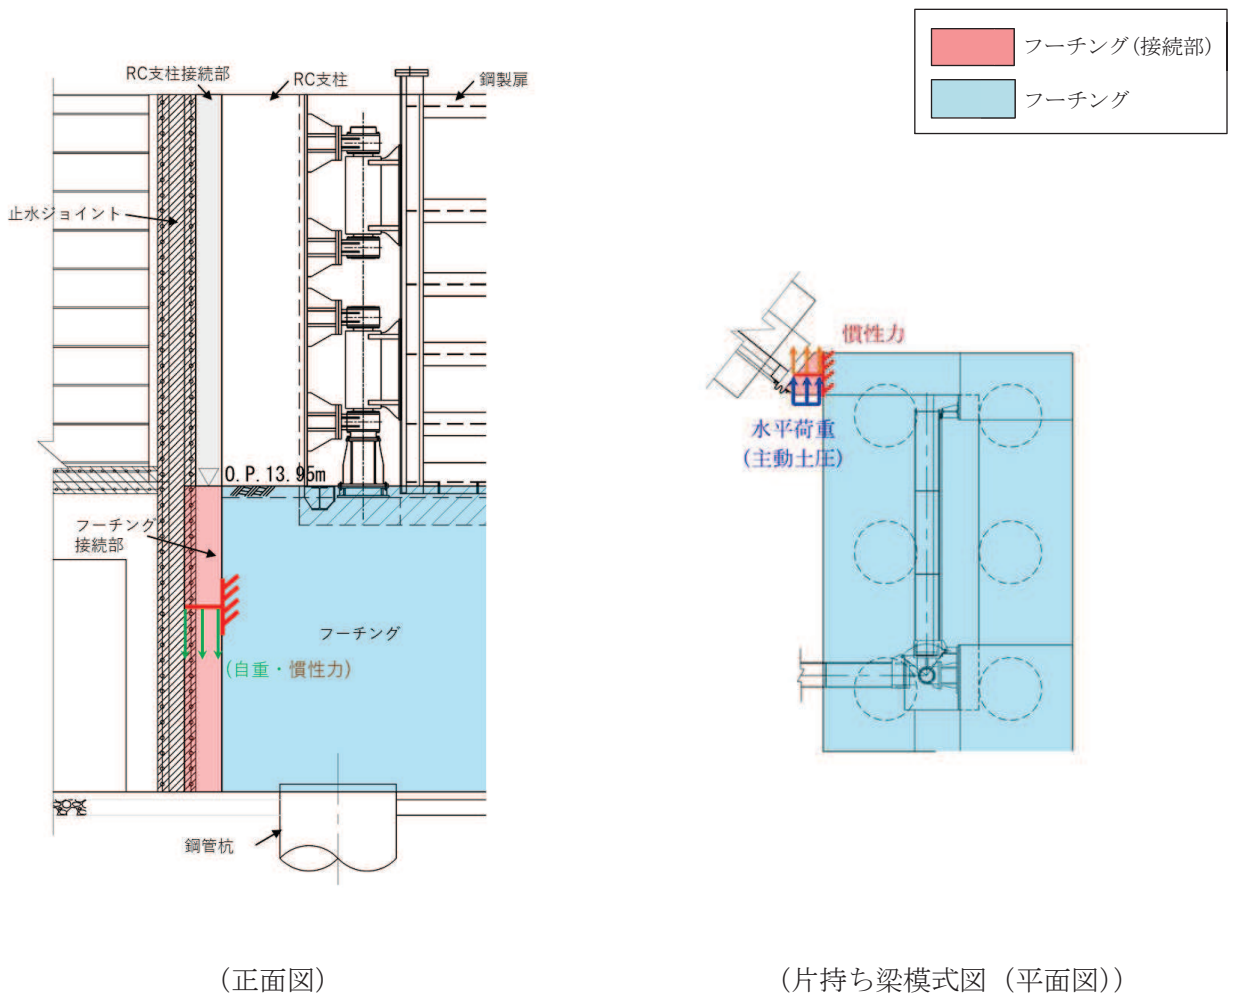 フーチング(接続部)
フーチング
RC支柱接続部
RC支柱
鋼製扉
止水ジョイント
O.P.13.95m
フーチング
接続部
フーチング
(自重・慣性力)
鋼管杭
慣性力
水平荷重
(主動土圧)
(正面図)
(片持ち梁模式図(平面図))